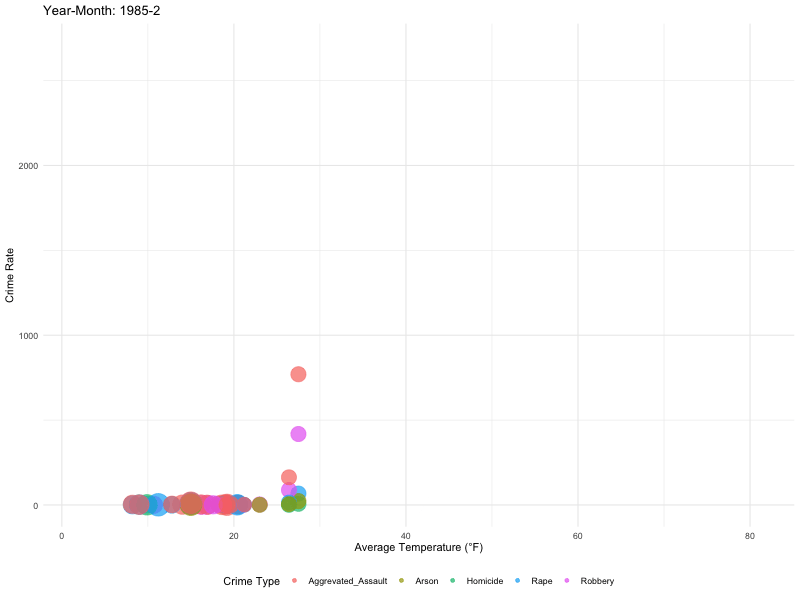 Year-Month: 1985-2
Crime Rate
2000
1000
0
0 20 40 60 80
Average Temperature (°F)
Crime Type Aggrevated_Assault Arson Homicide Rape Robbery